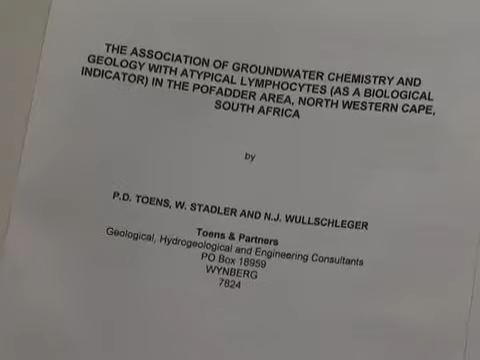 THE ASSOCIATION OF GROUNDWATER CHEMISTRY AND
GEOLOGY WITH ATYPICAL LYMPHOCYTES (AS A BIOLOGICAL
INDICATOR) IN THE POFADDER AREA, NORTH WESTERN CAPE,
SOUTH AFRICA
by
P.D. TOENS, W. STADLER AND N.J. WULLSCHLEGER
Toens & Partners
Geological, Hydrogeological and Engineering Consultants
PO Box 18959
WYNBERG
7824